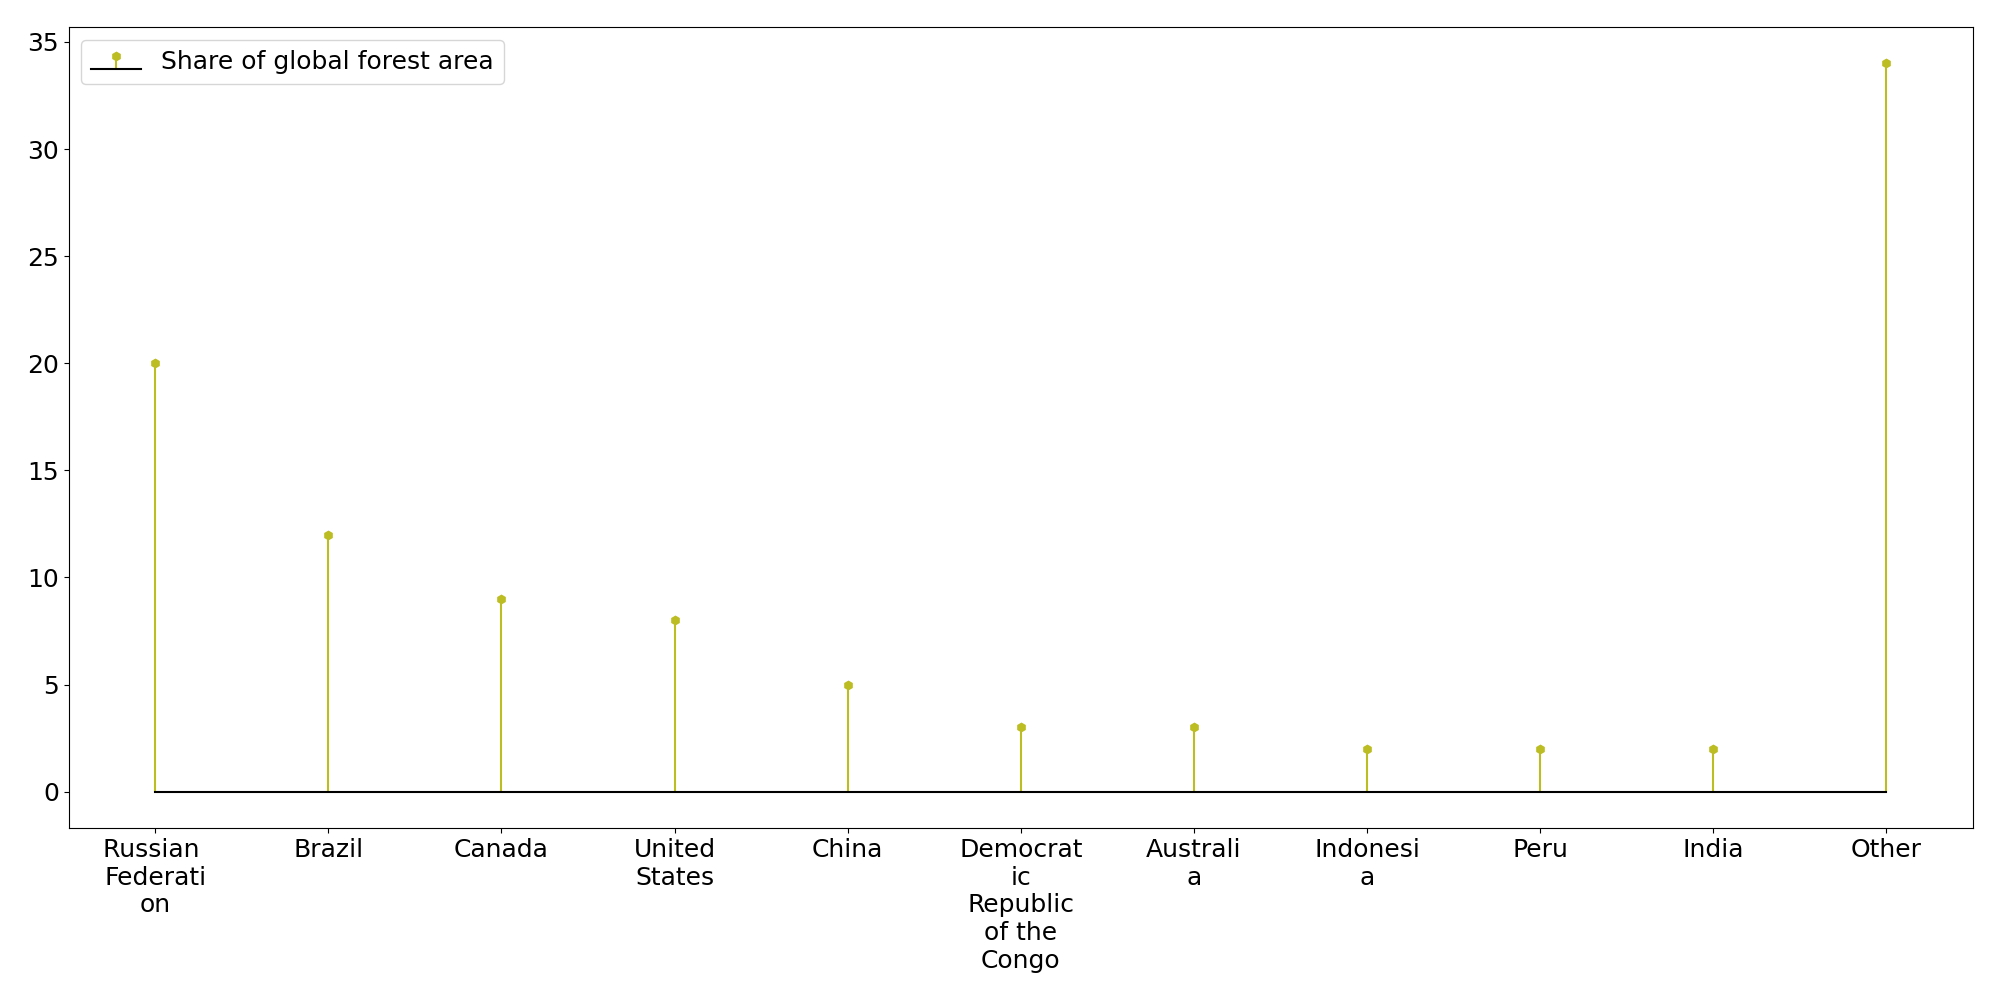 35
Share of global forest area
30
25
20
15
10
5
0
Russian
Federati
on
Brazil
Canada
United
States
China
Democrat
ic
Republic
of the
Congo
Australi
a
Indonesi
a
Peru
India
Other